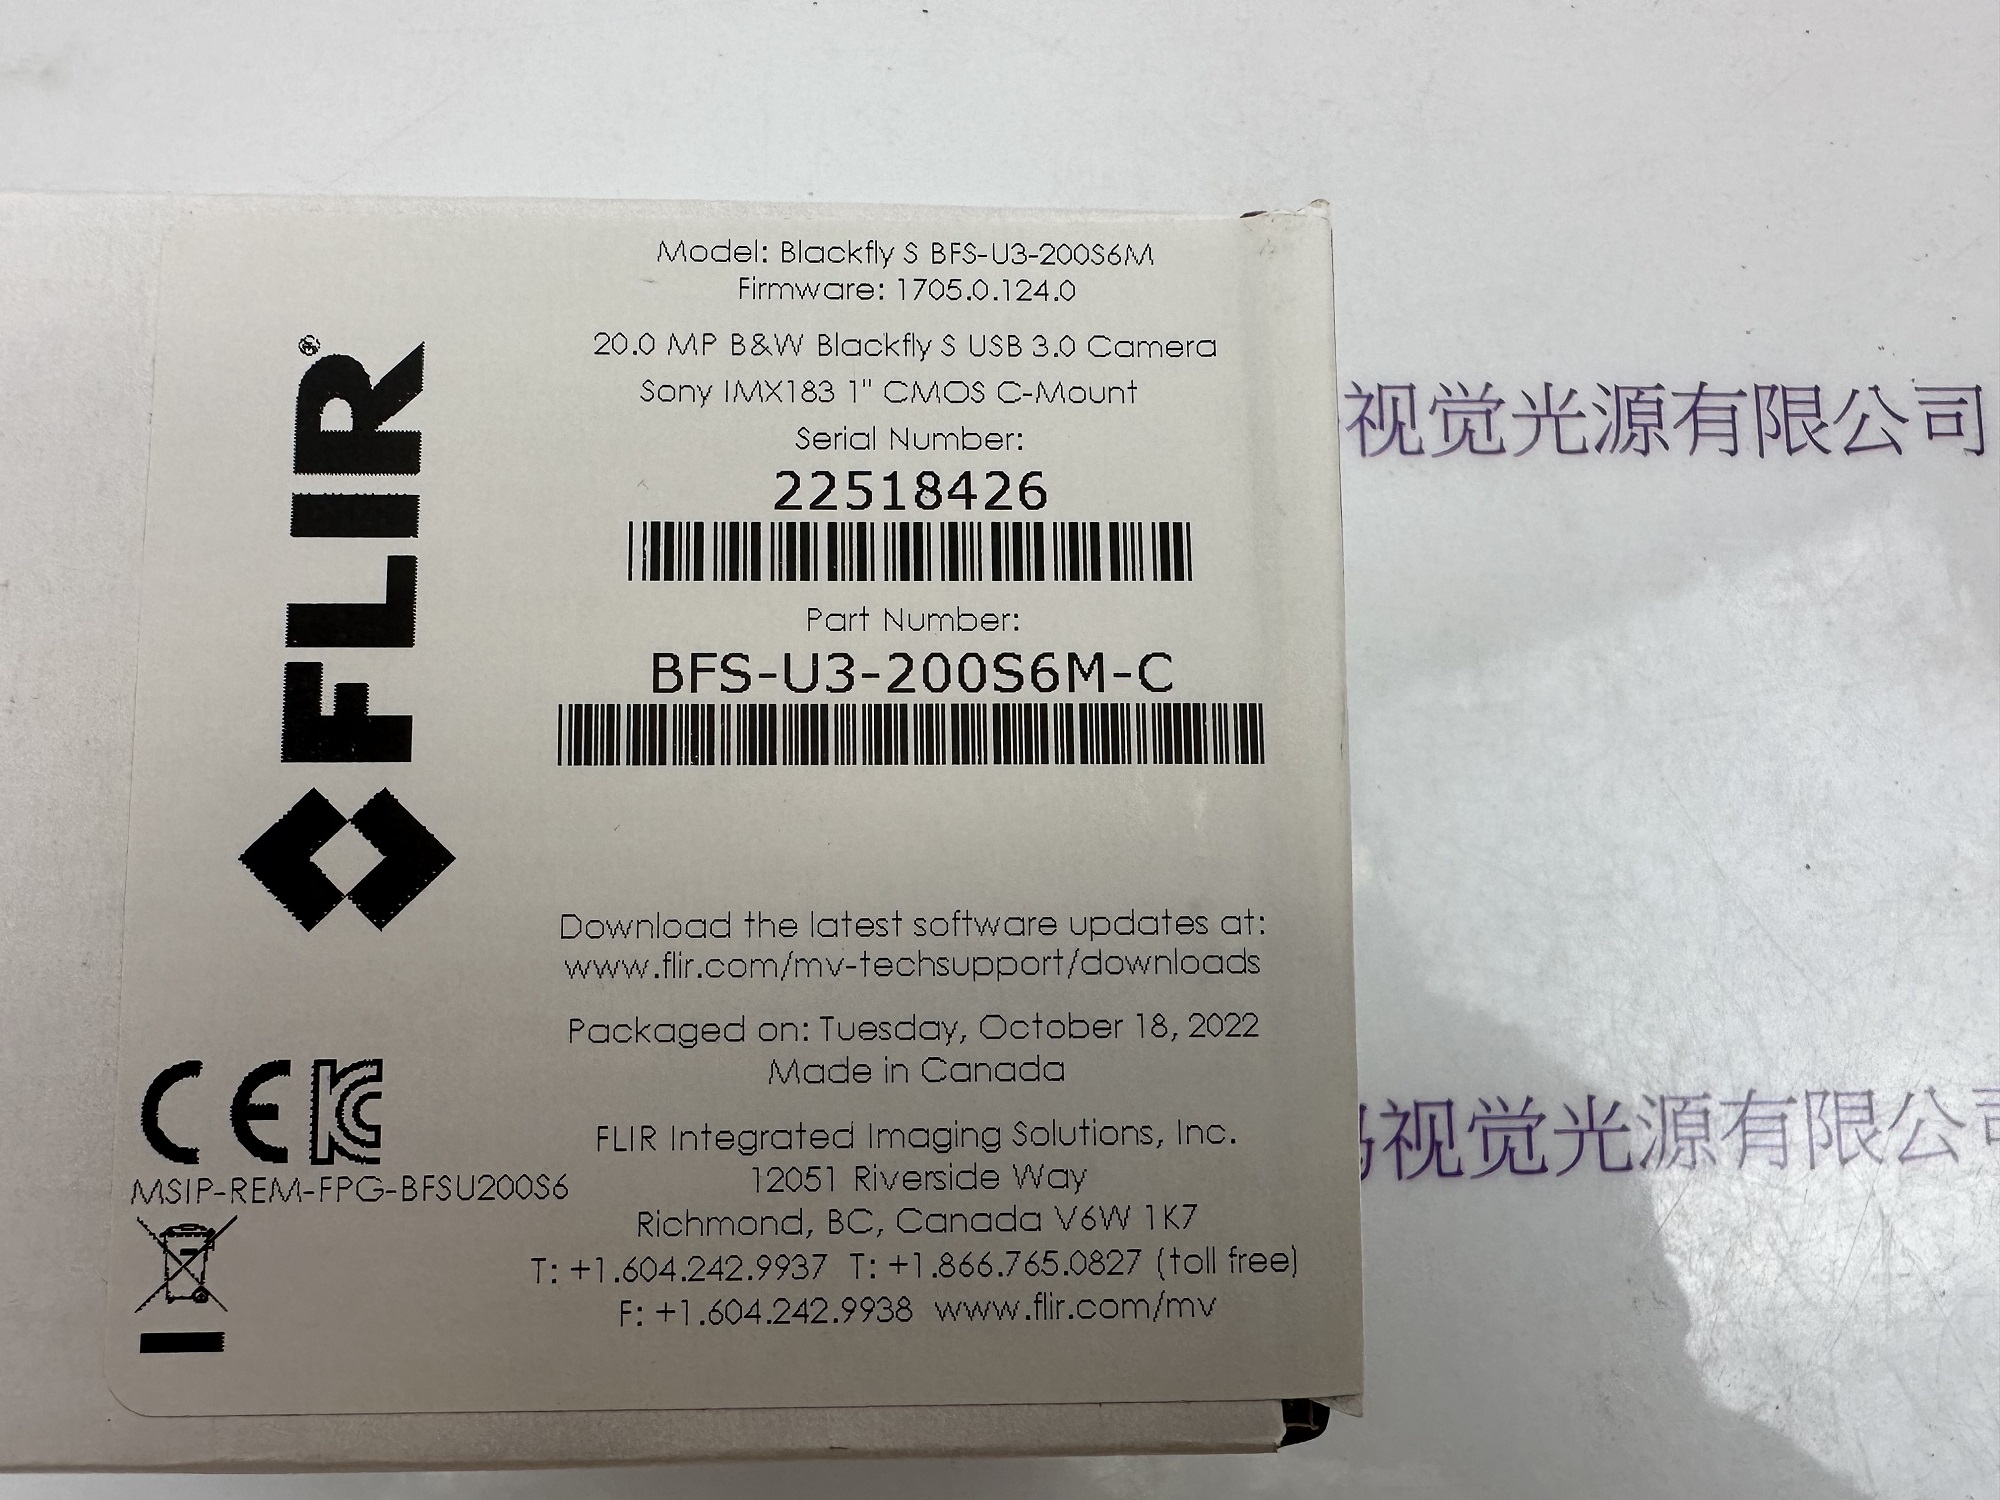 Model: Blackfly S BFS-U3-200S6M
Firmware: 1705.0.124.0
20.0 MP B&W Blackfly S USB 3.0 Camera
Sony IMX183 1" CMOS C-Mount
Serial Number:
22518426
Part Number:
BFS-U3-200S6M-C
Download the latest software updates at:
www.flir.com/mv-techsupport/downloads
Packaged on: Tuesday, October 18, 2022
Made in Canada
FLIR Integrated Imaging Solutions, Inc.
12051 Riverside Way
Richmond, BC, Canada V6W 1K7
T: +1.604.242.9937 T: +1.866.765.0827 (toll free)
F: +1.604.242.9938 www.flir.com/mv
FLIR®
CE
MSIP-REM-FPG-BFSU200S6
视觉光源有限公司
视觉光源有限公司